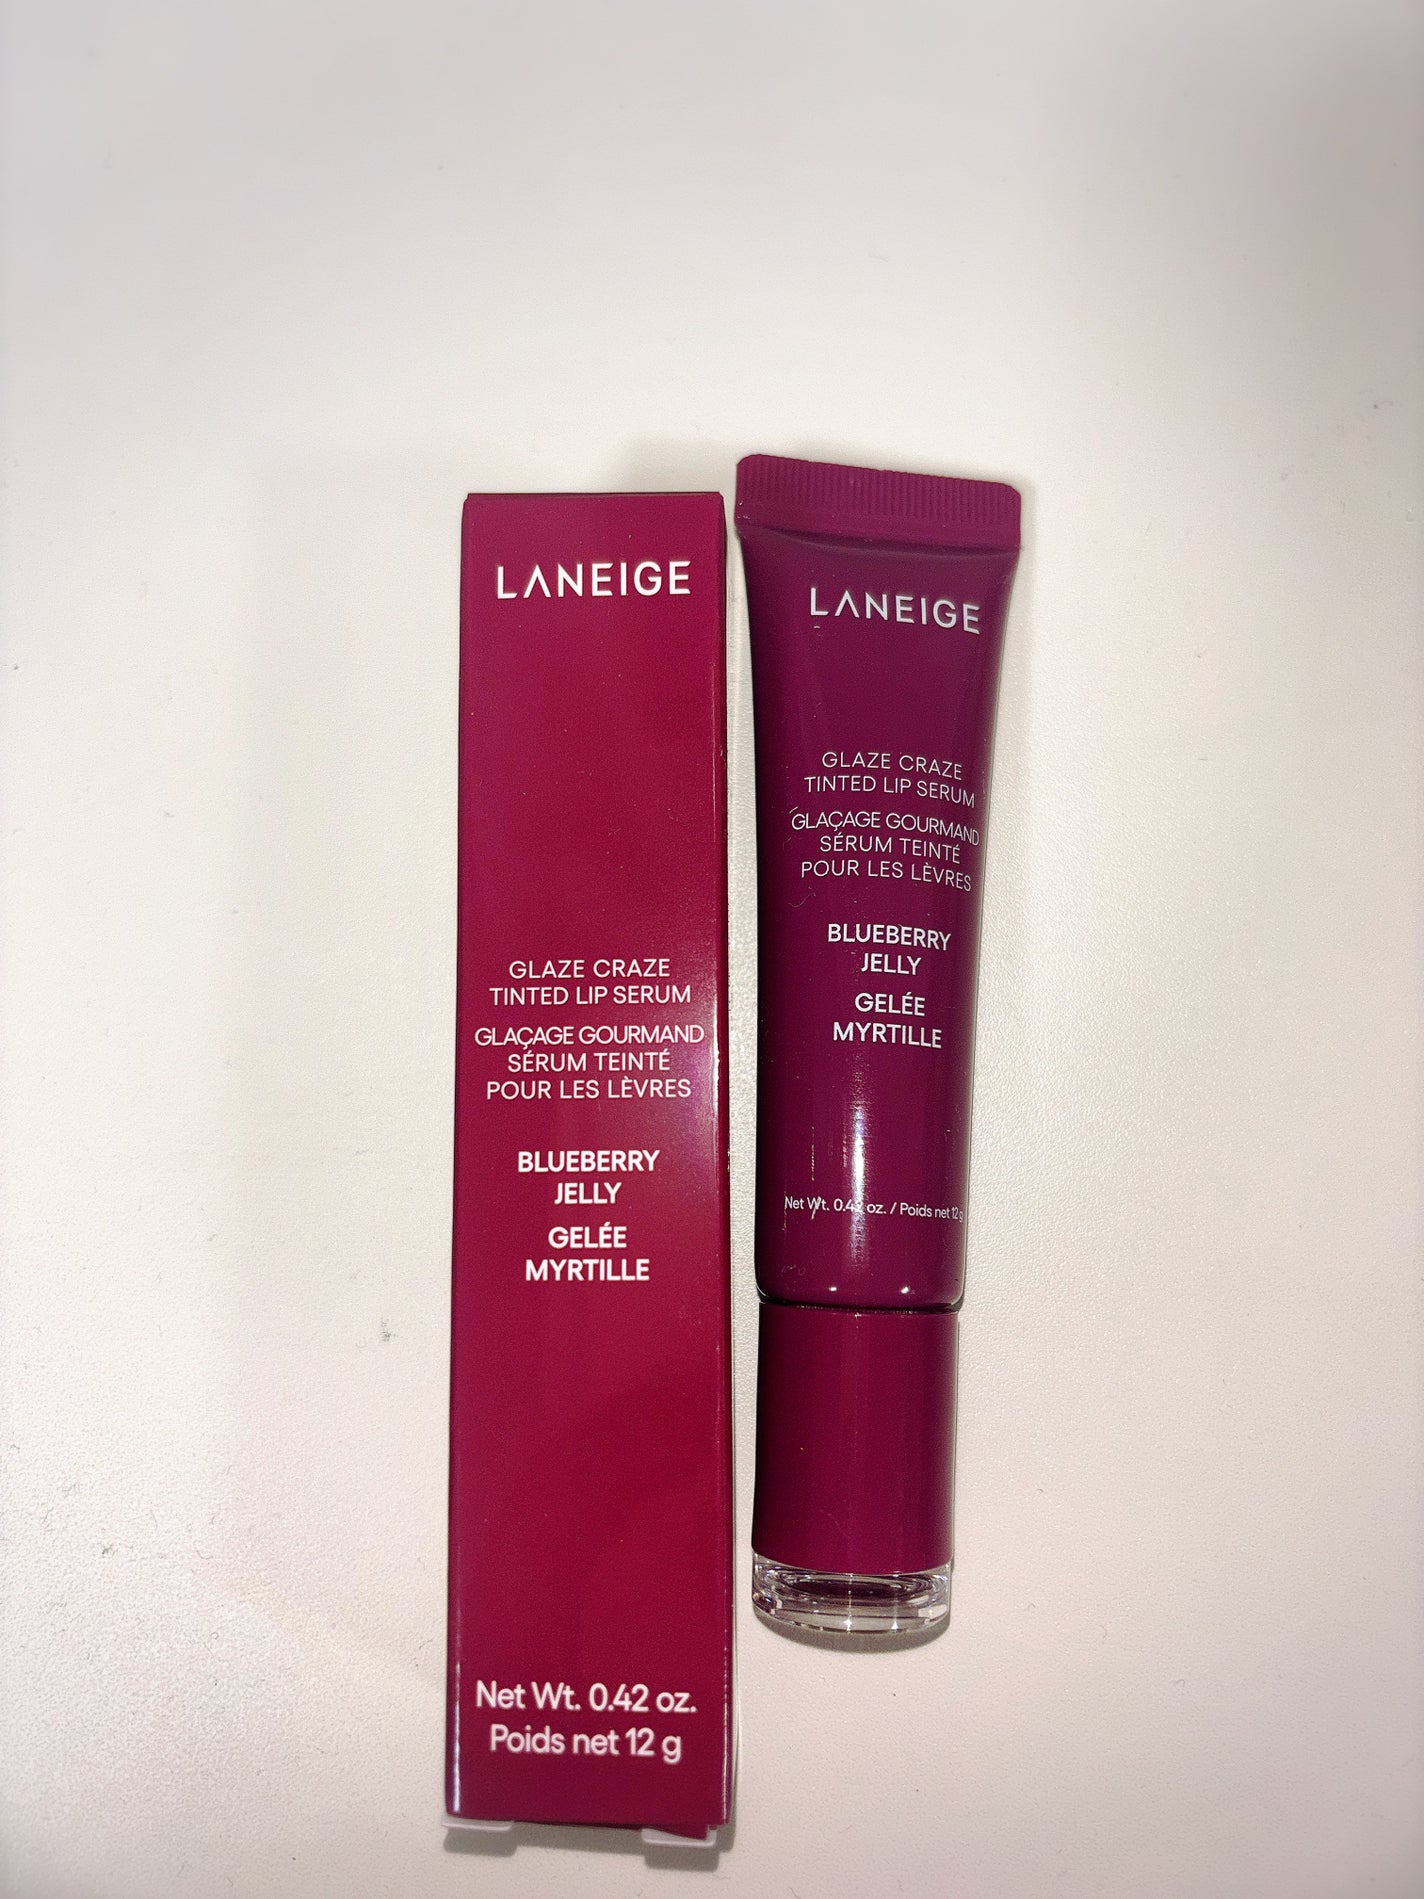 LANEIGE
GLAZE CRAZE
TINTED LIP SERUM
GLAÇAGE GOURMAND
SÉRUM TEINTÉ
POUR LES LÈVRES
BLUEBERRY
JELLY
GELÉE
MYRTILLE
Net Wt. 0.42 oz.
Poids net 12 g
LANEIGE
GLAZE CRAZE
TINTED LIP SERUM
GLAÇAGE GOURMAND
SÉRUM TEINTÉ
POUR LES LÈVRES
BLUEBERRY
JELLY
GELÉE
MYRTILLE
Net Wt. 0.42 oz. / Poids net 12 g